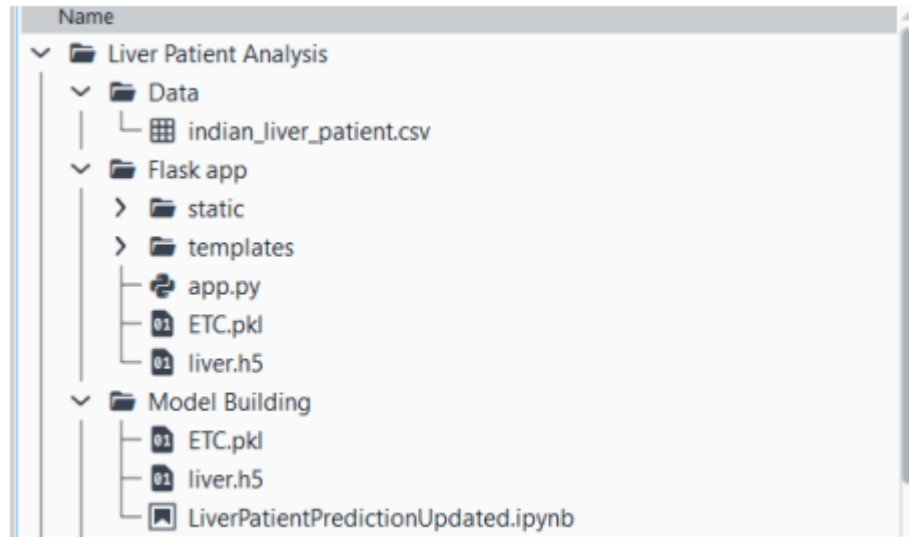 Name
Liver Patient Analysis
Data
indian_liver_patient.csv
Flask app
static
templates
app.py
ETC.pkl
liver.h5
Model Building
ETC.pkl
liver.h5
LiverPatientPredictionUpdated.ipynb